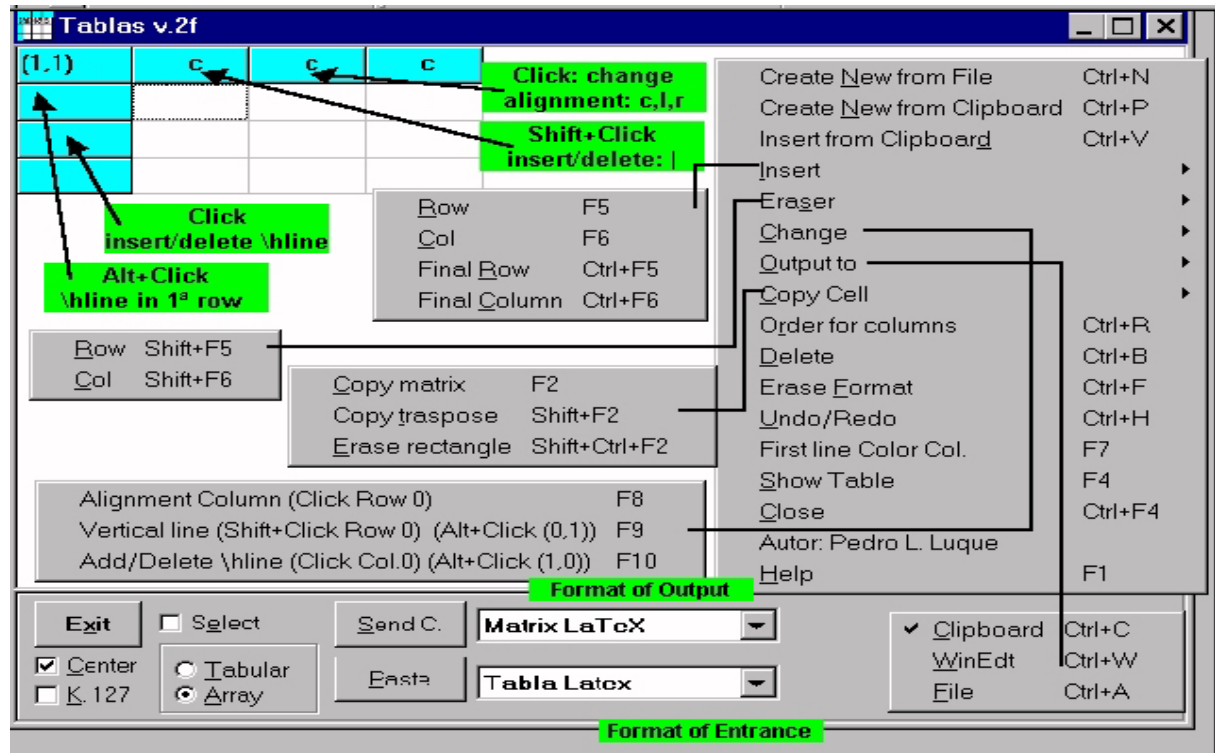 Tablas v.2f
(1,1) c c c
Click: change
alignment: c,l,r
Shift+Click
insert/delete: |
Click
insert/delete \hline
Alt+Click
\hline in 1ª row
Create New from File Ctrl+N
Create New from Clipboard Ctrl+P
Insert from Clipboard Ctrl+V
Insert
Eraser
Change
Output to
Copy Cell
Order for columns Ctrl+R
Delete Ctrl+B
Erase Format Ctrl+F
Undo/Redo Ctrl+H
First line Color Col. F7
Show Table F4
Close Ctrl+F4
Autor: Pedro L. Luque
Help F1
Row F5
Col F6
Final Row Ctrl+F5
Final Column Ctrl+F6
Row Shift+F5
Col Shift+F6
Copy matrix F2
Copy traspose Shift+F2
Erase rectangle Shift+Ctrl+F2
Alignment Column (Click Row 0) F8
Vertical line (Shift+Click Row 0) (Alt+Click (0,1)) F9
Add/Delete \hline (Click Col.0) (Alt+Click (1,0)) F10
Format of Output
Exit Select Send C. Matrix LaTeX
Center Tabular Paste Tabla Latex
K. 127 Array
Clipboard Ctrl+C
WinEdt Ctrl+W
File Ctrl+A
Format of Entrance